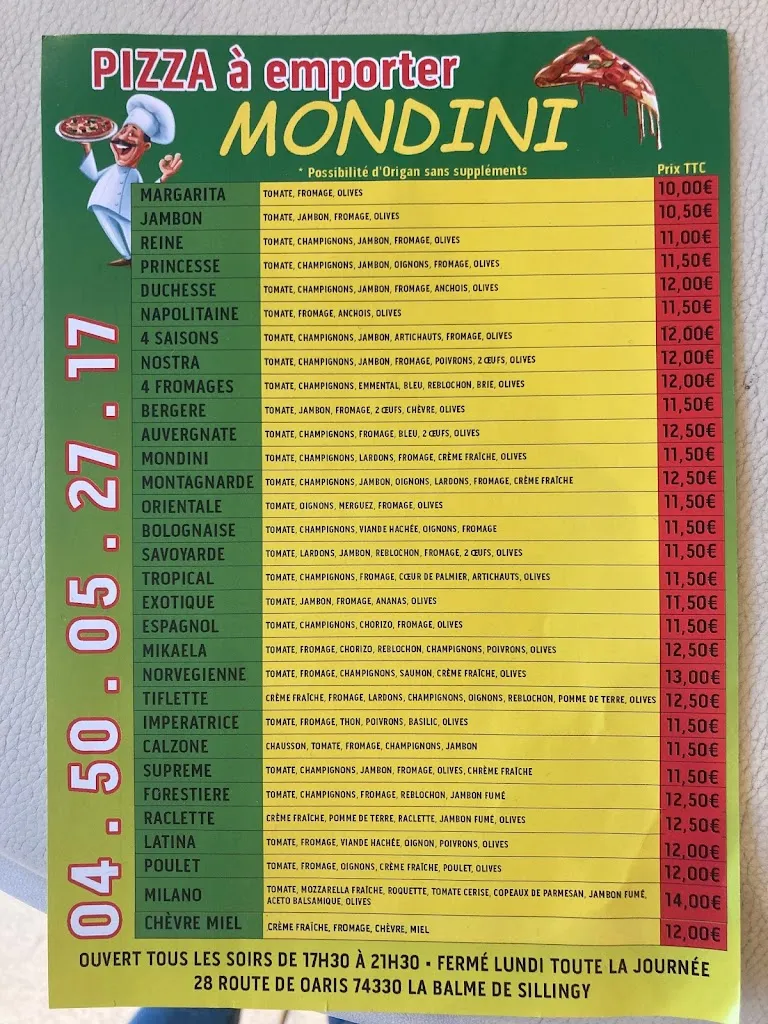 PIZZA à emporter
MONDINI
* Possibilité d'Origan sans suppléments Prix TTC
MARGARITA TOMATE, FROMAGE, OLIVES 10,00€
JAMBON TOMATE, JAMBON, FROMAGE, OLIVES 10,50€
REINE TOMATE, CHAMPIGNONS, JAMBON, FROMAGE, OLIVES 11,00€
PRINCESSE TOMATE, CHAMPIGNONS, JAMBON, OIGNONS, FROMAGE, OLIVES 11,50€
DUCHESSE TOMATE, CHAMPIGNONS, JAMBON, FROMAGE, ANCHOIS, OLIVES 12,00€
NAPOLITAINE TOMATE, FROMAGE, ANCHOIS, OLIVES 11,50€
4 SAISONS TOMATE, CHAMPIGNONS, JAMBON, ARTICHAUTS, FROMAGE, OLIVES 12,00€
NOSTRA TOMATE, CHAMPIGNONS, JAMBON, FROMAGE, POIVRONS, 2 ŒUFS, OLIVES 12,00€
4 FROMAGES TOMATE, CHAMPIGNONS, EMMENTAL, BLEU, REBLOCHON, BRIE, OLIVES 12,00€
BERGERE TOMATE, JAMBON, FROMAGE, 2 ŒUFS, CHÈVRE, OLIVES 11,50€
AUVERGNATE TOMATE, CHAMPIGNONS, FROMAGE, BLEU, 2 ŒUFS, OLIVES 12,50€
MONDINI TOMATE, CHAMPIGNONS, LARDONS, FROMAGE, CRÈME FRAÎCHE, OLIVES 11,50€
MONTAGNARDE TOMATE, CHAMPIGNONS, JAMBON, OIGNONS, LARDONS, FROMAGE, CRÈME FRAÎCHE 12,50€
ORIENTALE TOMATE, OIGNONS, MERGUEZ, FROMAGE, OLIVES 11,50€
BOLOGNAISE TOMATE, CHAMPIGNONS, VIANDE HACHÉE, OIGNONS, FROMAGE 11,50€
SAVOYARDE TOMATE, LARDONS, JAMBON, REBLOCHON, FROMAGE, 2 ŒUFS, OLIVES 11,50€
TROPICAL TOMATE, CHAMPIGNONS, FROMAGE, CŒUR DE PALMIER, ARTICHAUTS, OLIVES 11,50€
EXOTIQUE TOMATE, JAMBON, FROMAGE, ANANAS, OLIVES 11,50€
ESPAGNOL TOMATE, CHAMPIGNONS, CHORIZO, FROMAGE, OLIVES 11,50€
MIKAELA TOMATE, FROMAGE, CHORIZO, REBLOCHON, CHAMPIGNONS, POIVRONS, OLIVES 12,50€
NORVEGIENNE TOMATE, FROMAGE, CHAMPIGNONS, SAUMON, CRÈME FRAÎCHE, OLIVES 13,00€
TIFLETTE CRÈME FRAÎCHE, FROMAGE, LARDONS, CHAMPIGNONS, OIGNONS, REBLOCHON, POMME DE TERRE, OLIVES 12,50€
IMPERATRICE TOMATE, FROMAGE, THON, POIVRONS, BASILIC, OLIVES 11,50€
CALZONE CHAUSSON, TOMATE, FROMAGE, CHAMPIGNONS, JAMBON 11,50€
SUPREME TOMATE, CHAMPIGNONS, JAMBON, FROMAGE, OLIVES, CHRÈME FRAÎCHE 11,50€
FORESTIERE TOMATE, CHAMPIGNONS, FROMAGE, REBLOCHON, JAMBON FUMÉ 12,50€
RACLETTE CRÈME FRAÎCHE, POMME DE TERRE, RACLETTE, JAMBON FUMÉ, OLIVES 12,50€
LATINA TOMATE, FROMAGE, VIANDE HACHÉE, OIGNON, POIVRONS, OLIVES 12,00€
POULET TOMATE, FROMAGE, OIGNONS, CRÈME FRAÎCHE, POULET, OLIVES 12,00€
MILANO TOMATE, MOZZARELLA FRAÎCHE, ROQUETTE, TOMATE CERISE, COPEAUX DE PARMESAN, JAMBON FUMÉ, 14,00€
ACETO BALSAMIQUE, OLIVES
CHÈVRE MIEL CRÈME FRAÎCHE, FROMAGE, CHÈVRE, MIEL 12,00€
04 . 50 . 05 . 27 . 17
OUVERT TOUS LES SOIRS DE 17H30 À 21H30 • FERMÉ LUNDI TOUTE LA JOURNÉE
28 ROUTE DE OARIS 74330 LA BALME DE SILLINGY